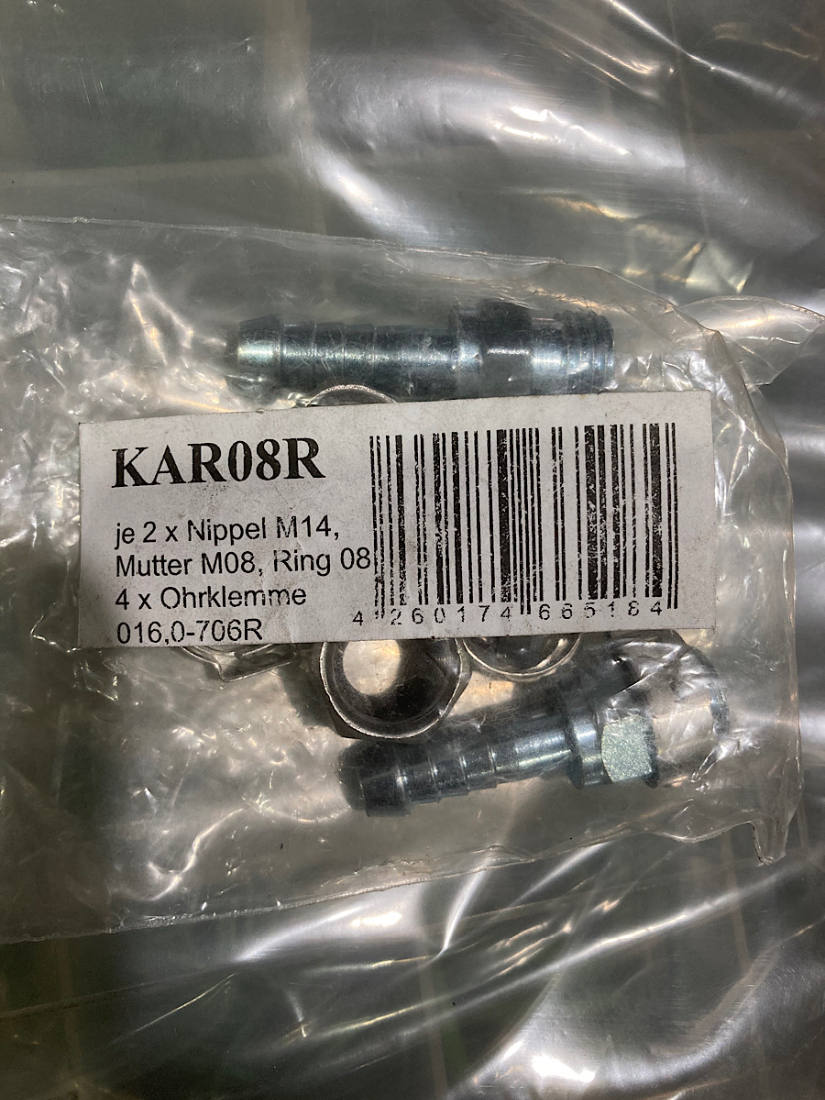 KAR08R
je 2 x Nippel M14,
Mutter M08, Ring 08
4 x Ohrklemme
016,0-706R
4 260174 665184